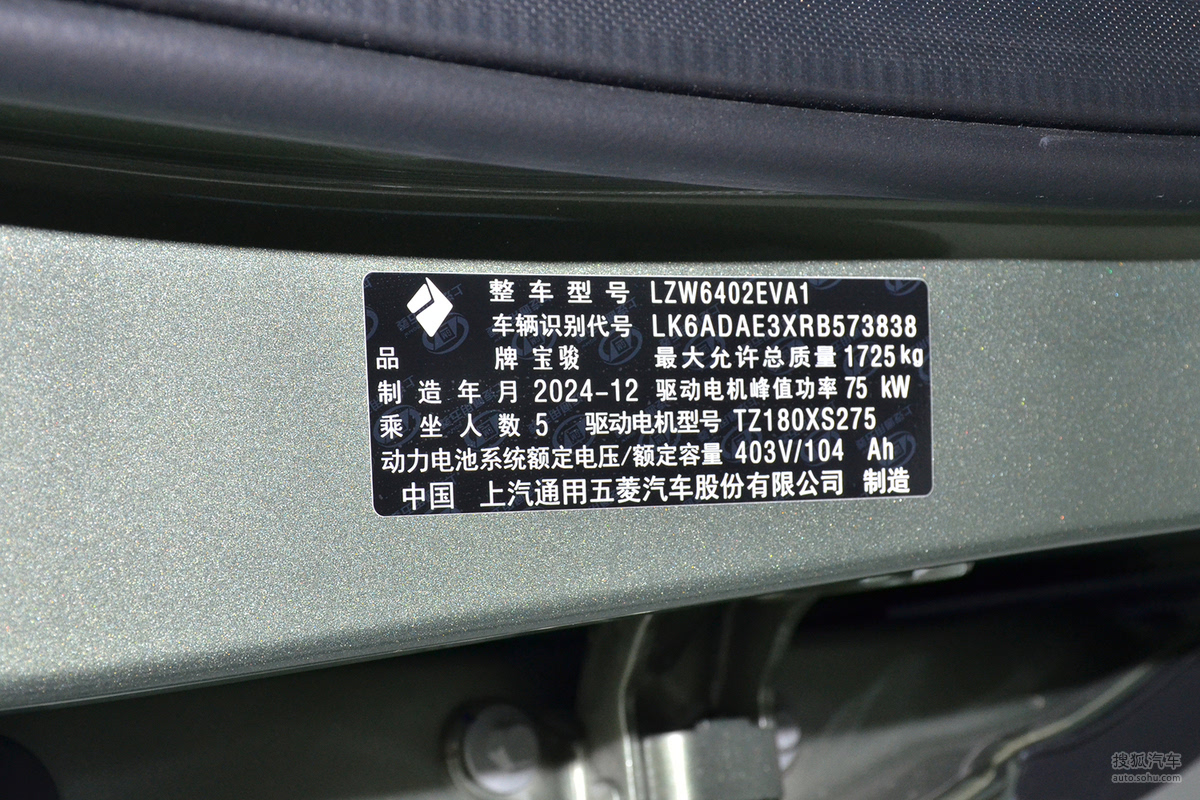 整车型号 LZW6402EVA1
车辆识别代号 LK6ADAE3XRB573838
品牌 宝骏 最大允许总质量 1725kg
制造年月 2024-12 驱动电机峰值功率 75 kW
乘坐人数 5 驱动电机型号 TZ180XS275
动力电池系统额定电压/额定容量 403V/104 Ah
中国 上汽通用五菱汽车股份有限公司 制造
搜狐汽车
auto.sohu.com